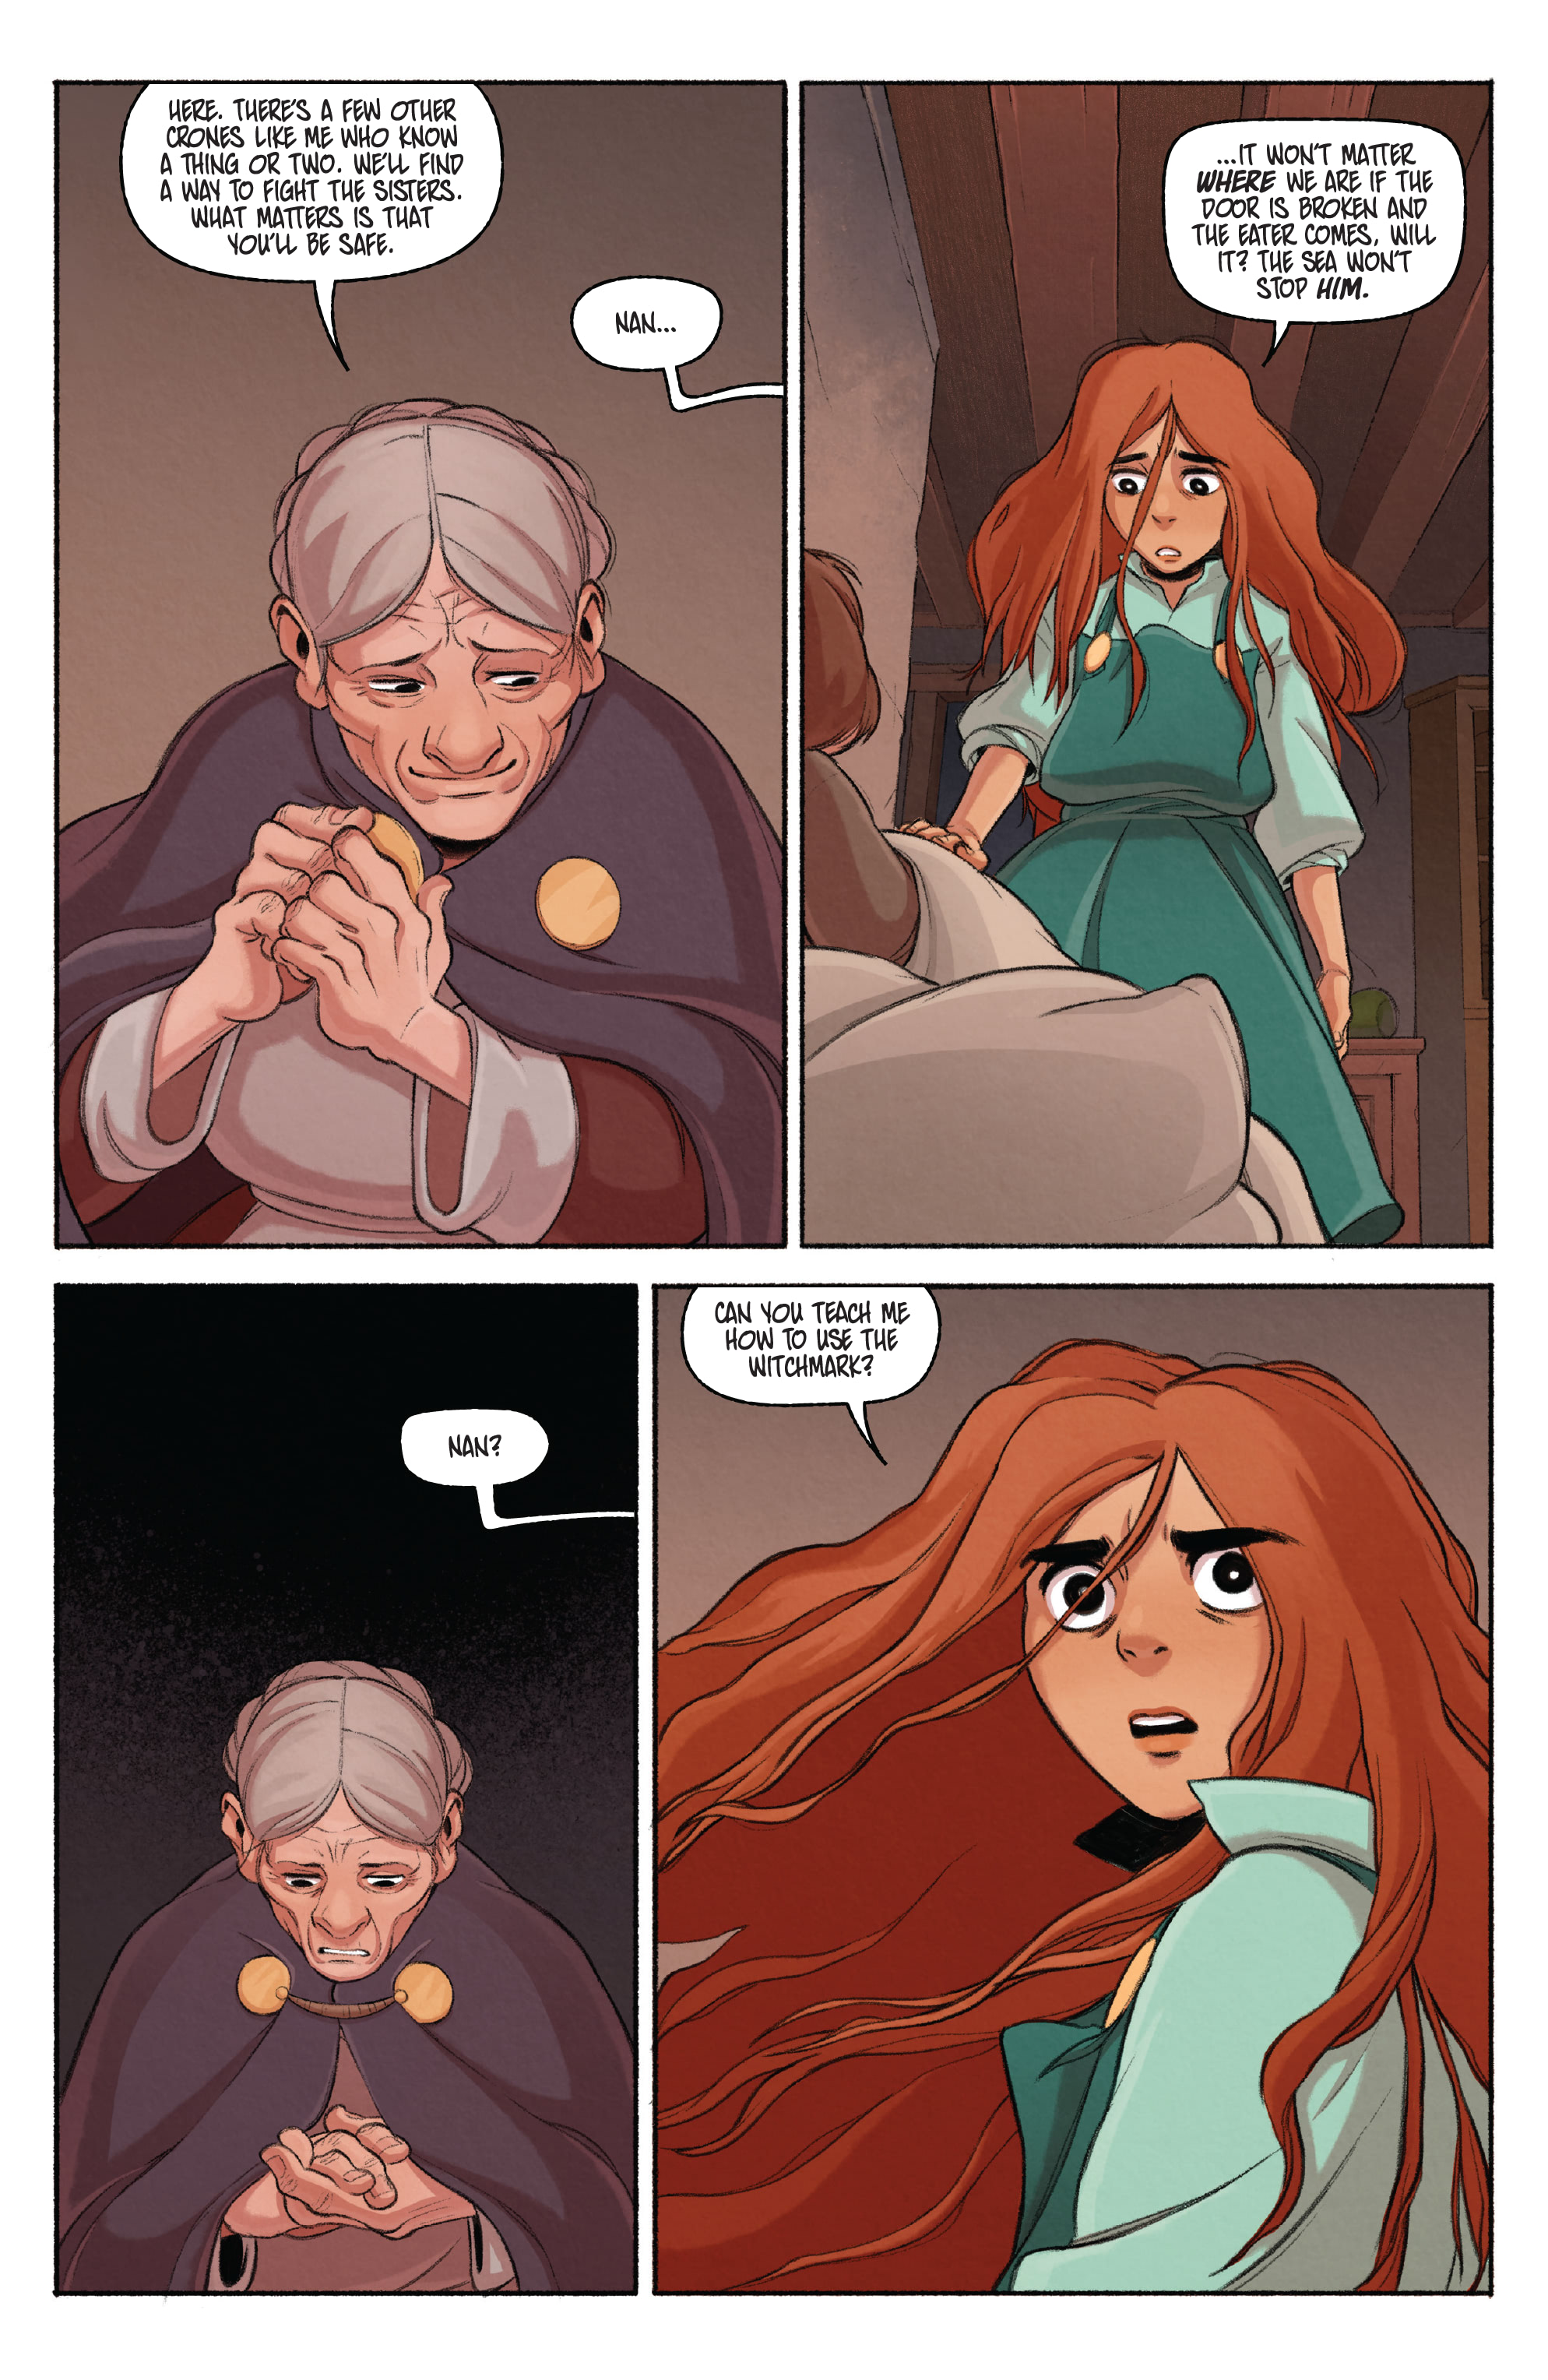 HERE. THERE'S A FEW OTHER
CRONES LIKE ME WHO KNOW
A THING OR TWO. WE'LL FIND
A WAY TO FIGHT THE SISTERS.
WHAT MATTERS IS THAT
YOU'LL BE SAFE.
NAN...
...IT WON'T MATTER
WHERE WE ARE IF THE
DOOR IS BROKEN AND
THE EATER COMES, WILL
IT? THE SEA WON'T
STOP HIM.
NAN?
CAN YOU TEACH ME
HOW TO USE THE
WITCHMARK?